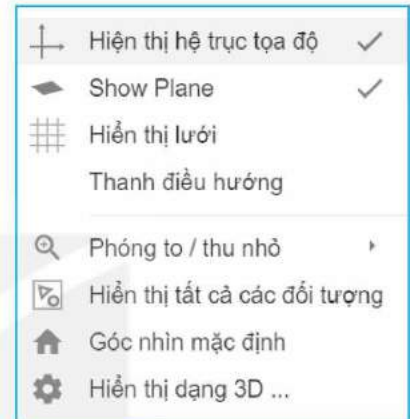 Hiện thị hệ trục tọa độ
Show Plane
Hiển thị lưới
Thanh điều hướng
Phóng to / thu nhỏ
Hiển thị tất cả các đối tượng
Góc nhìn mặc định
Hiển thị dạng 3D ...